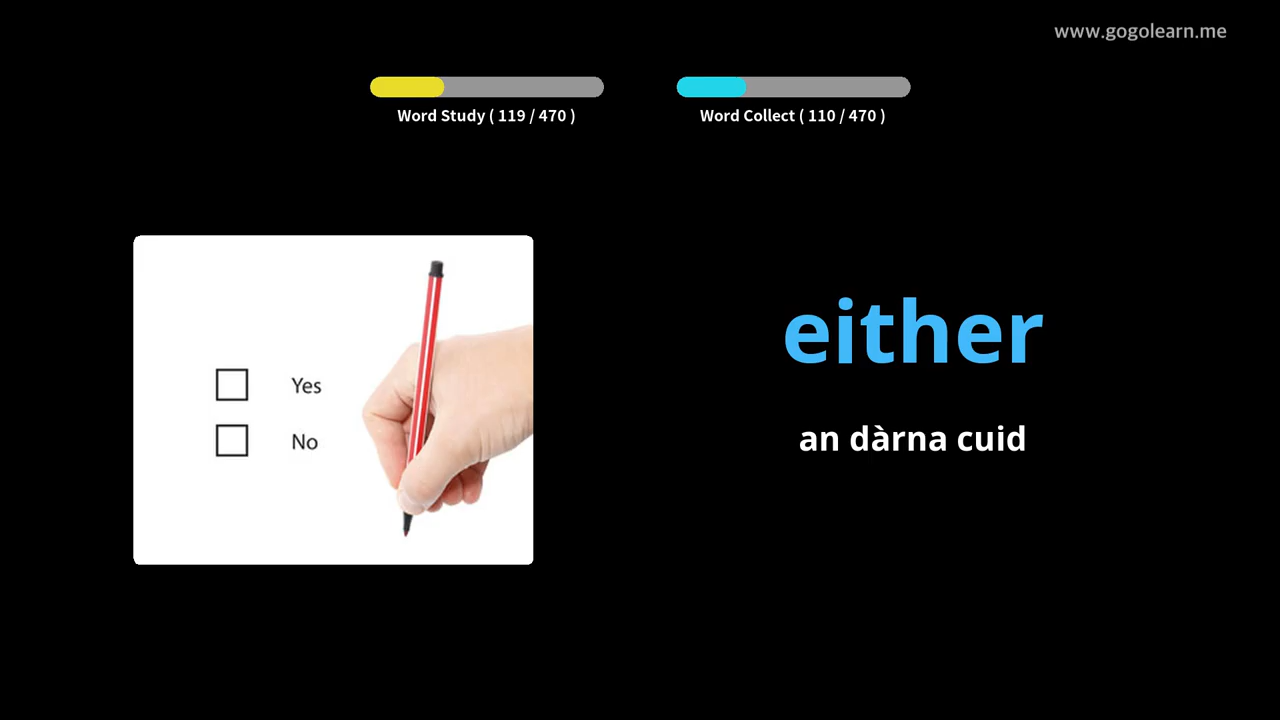 www.gogolearn.me
Word Study ( 119 / 470 )
Word Collect ( 110 / 470 )
Yes
No
either
an dàrna cuid